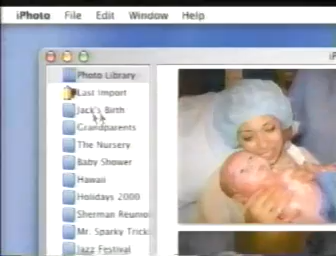 iPhoto File Edit Window Help
Photo Library
Last Import
Jack's Birth
Grandparents
The Nursery
Baby Shower
Hawaii
Holidays 2000
Sherman Reunio
Mr. Sparky Trick
Jazz Festival